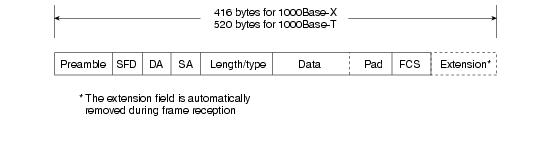 416 bytes for 1000Base-X
520 bytes for 1000Base-T
Preamble SFD DA SA Length/type Data Pad FCS Extension*
* The extension field is automatically
removed during frame reception